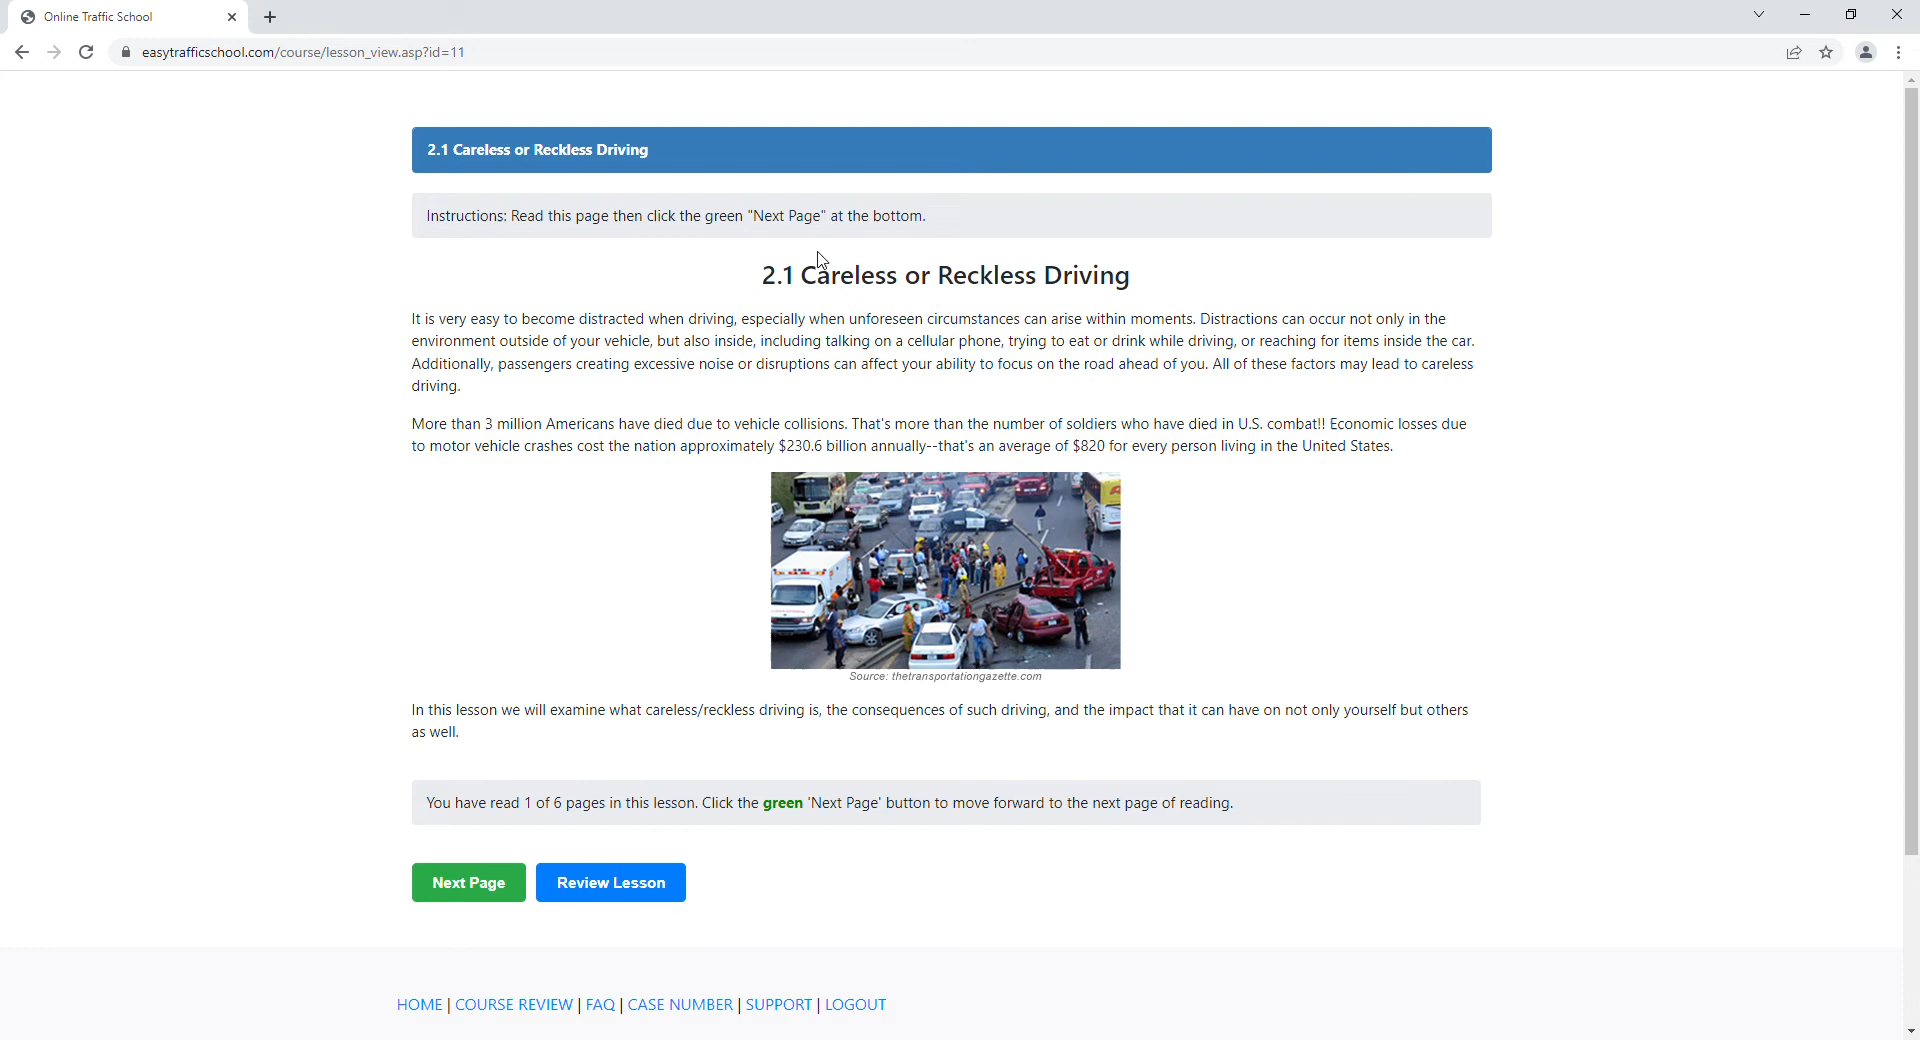 Online Traffic School
easytrafficschool.com/course/lesson_view.asp?id=11
2.1 Careless or Reckless Driving
Instructions: Read this page then click the green "Next Page" at the bottom.
2.1 Careless or Reckless Driving
It is very easy to become distracted when driving, especially when unforeseen circumstances can arise within moments. Distractions can occur not only in the
environment outside of your vehicle, but also inside, including talking on a cellular phone, trying to eat or drink while driving, or reaching for items inside the car.
Additionally, passengers creating excessive noise or disruptions can affect your ability to focus on the road ahead of you. All of these factors may lead to careless
driving.
More than 3 million Americans have died due to vehicle collisions. That's more than the number of soldiers who have died in U.S. combat!! Economic losses due
to motor vehicle crashes cost the nation approximately $230.6 billion annually--that's an average of $820 for every person living in the United States.
Source: thetransportationgazette.com
In this lesson we will examine what careless/reckless driving is, the consequences of such driving, and the impact that it can have on not only yourself but others
as well.
You have read 1 of 6 pages in this lesson. Click the green 'Next Page' button to move forward to the next page of reading.
Next Page Review Lesson
HOME | COURSE REVIEW | FAQ | CASE NUMBER | SUPPORT | LOGOUT